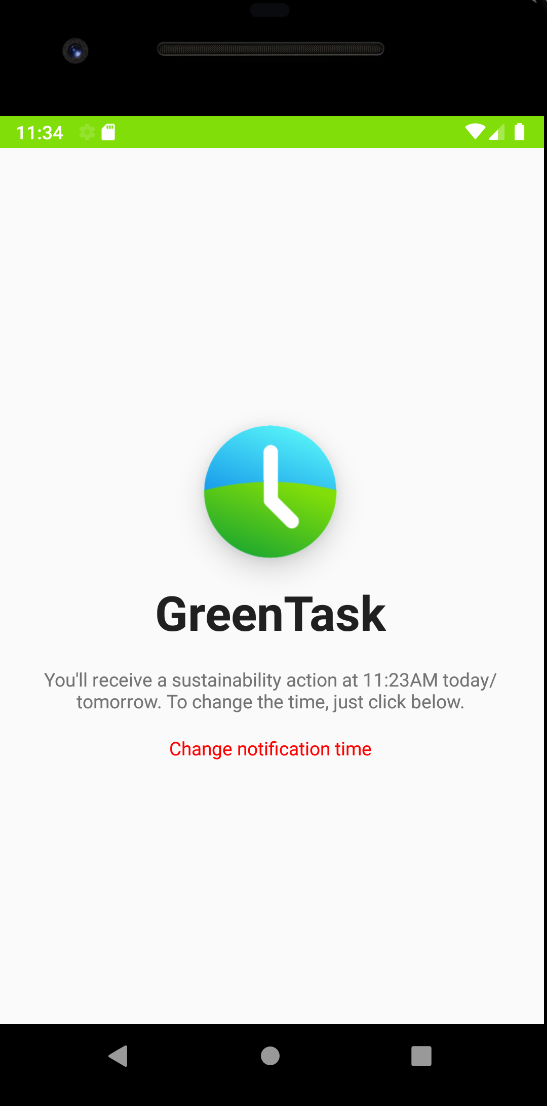 11:34
GreenTask
You'll receive a sustainability action at 11:23AM today/
tomorrow. To change the time, just click below.
Change notification time